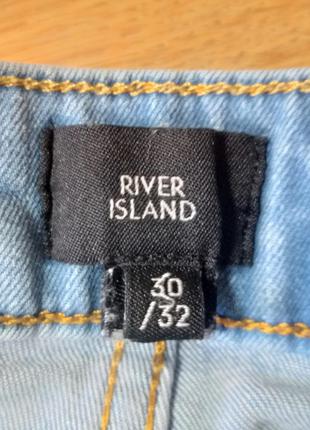 RIVER
ISLAND
30
/32